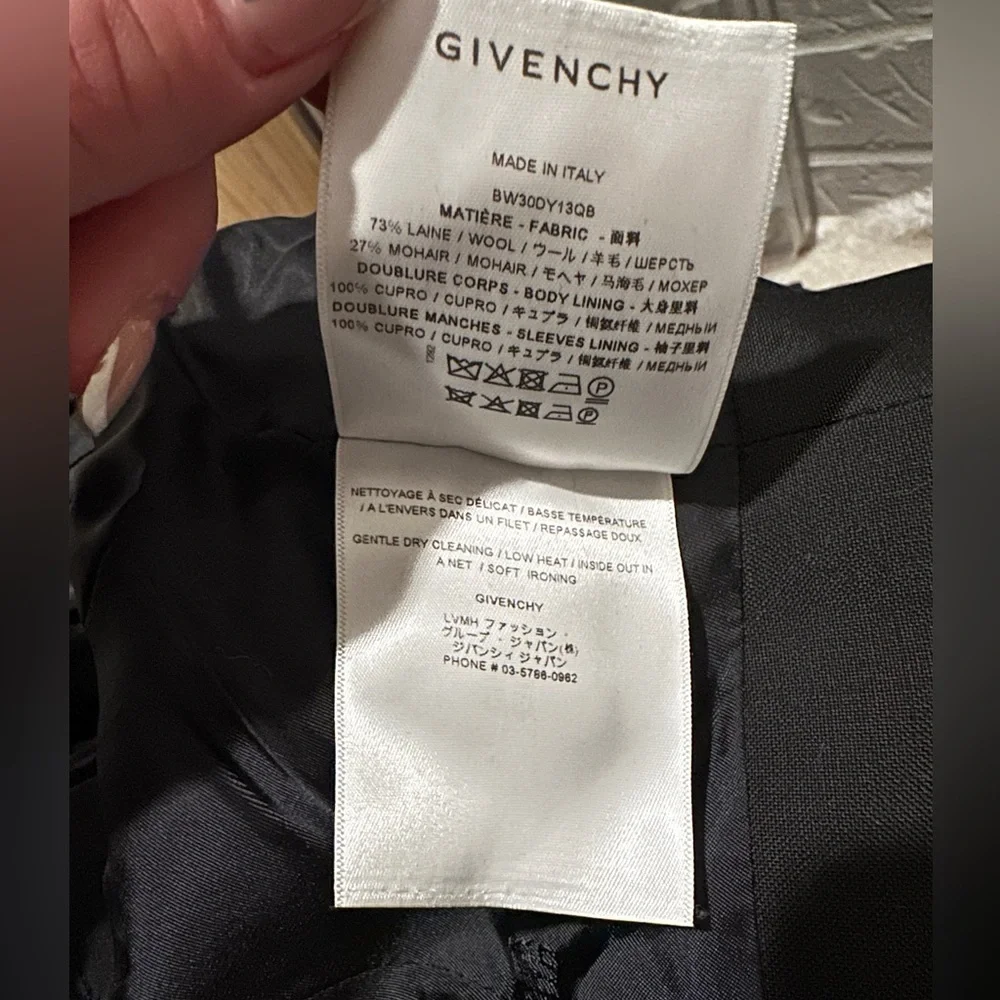 GIVENCHY
MADE IN ITALY
BW30DY13QB
MATIÈRE - FABRIC - 面料
73% LAINE / WOOL / ウール / 羊毛 / ШЕРСТЬ
27% MOHAIR / MOHAIR / モヘヤ / 马海毛 / МОХЕР
DOUBLURE CORPS - BODY LINING - 大身里料
100% CUPRO / CUPRO / キュプラ / 铜氨纤维 / МЕДНЫЙ
DOUBLURE MANCHES - SLEEVES LINING - 袖子里料
100% CUPRO / CUPRO / キュプラ / 铜氨纤维 / МЕДНЫЙ
1292
P
P
NETTOYAGE À SEC DÉLICAT / BASSE TEMPÉRATURE
/ A L'ENVERS DANS UN FILET / REPASSAGE DOUX
GENTLE DRY CLEANING / LOW HEAT / INSIDE OUT IN
A NET / SOFT IRONING
GIVENCHY
LVMH ファッション・
グループ・ジャパン(株)
ジバンシィ ジャパン
PHONE # 03-5786-0962